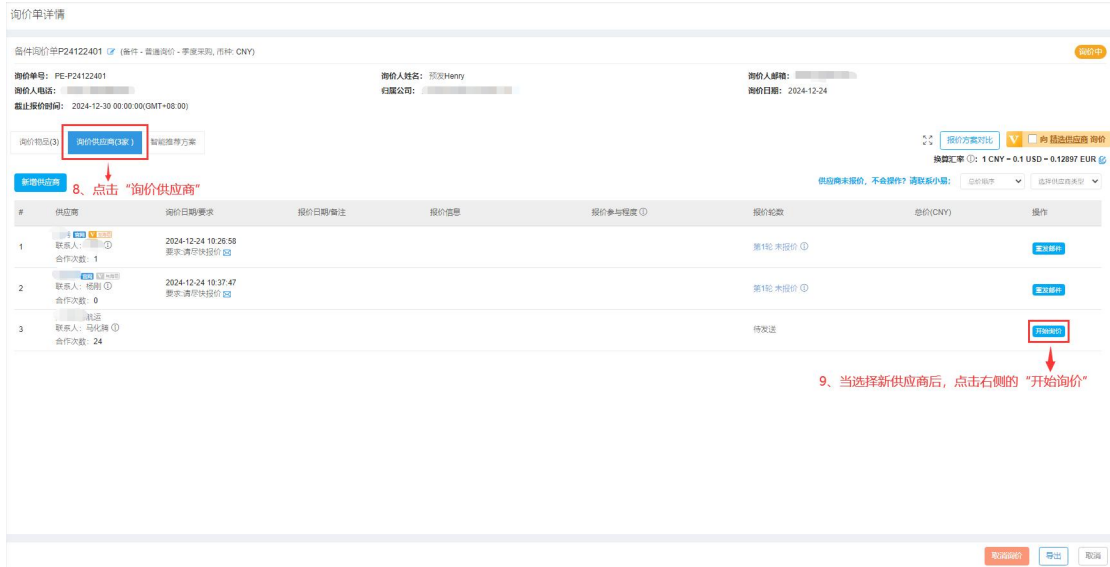 询价单详情
备件询价单P24122401 (备件 - 普通询价 - 季度采购, 币种: CNY)
询价中
询价单号： PE-P24122401
询价人姓名： 预发Henry
询价人邮箱：
询价人电话：
归属公司：
询价日期： 2024-12-24
截止报价时间： 2024-12-30 00:00:00(GMT+08:00)
询价物品(3)
询价供应商(3家 )
智能推荐方案
报价方案对比
V 向 精选供应商 询价
换算汇率 ①： 1 CNY = 0.1 USD = 0.12897 EUR
8、点击“询价供应商”
新增供应商
供应商未报价，不会操作？请联系小易：
总价顺序
选择供应商类型
# 供应商 询价日期/要求 报价日期/备注 报价信息 报价参与程度 报价轮数 总价(CNY) 操作
1
联系人：
合作次数： 1
2024-12-24 10:26:58
要求:请尽快报价
第1轮 未报价
重发邮件
2
联系人： 杨刚
合作次数： 0
2024-12-24 10:37:47
要求:请尽快报价
第1轮 未报价
重发邮件
3
航运
联系人： 马化腾
合作次数： 24
待发送
开始询价
9、当选择新供应商后，点击右侧的“开始询价”
取消询价
导出
取消